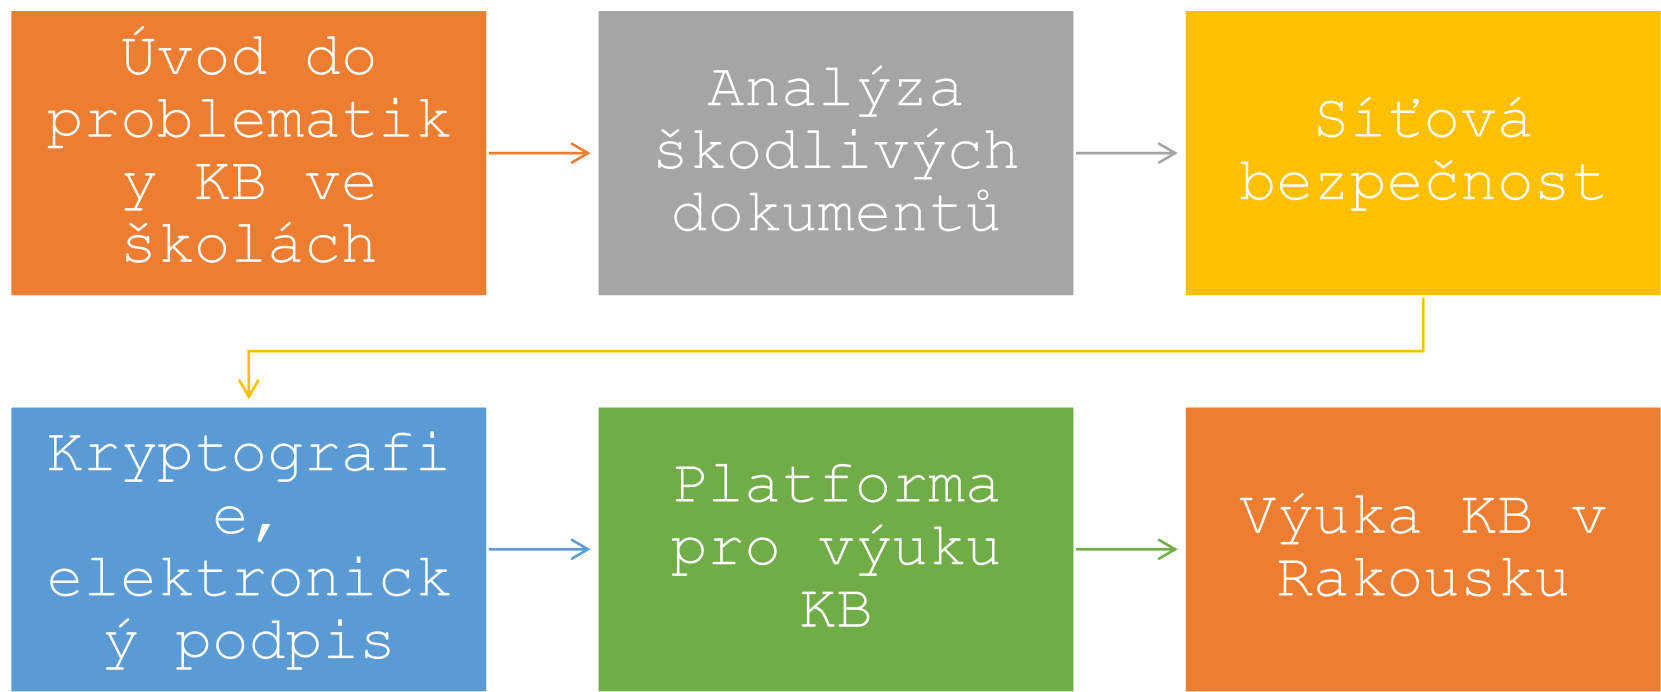 Úvod do
problematik
y KB ve
školách
Analýza
škodlivých
dokumentů
Síťová
bezpečnost
Kryptografi
e,
elektronick
ý podpis
Platforma
pro výuku
KB
Výuka KB v
Rakousku